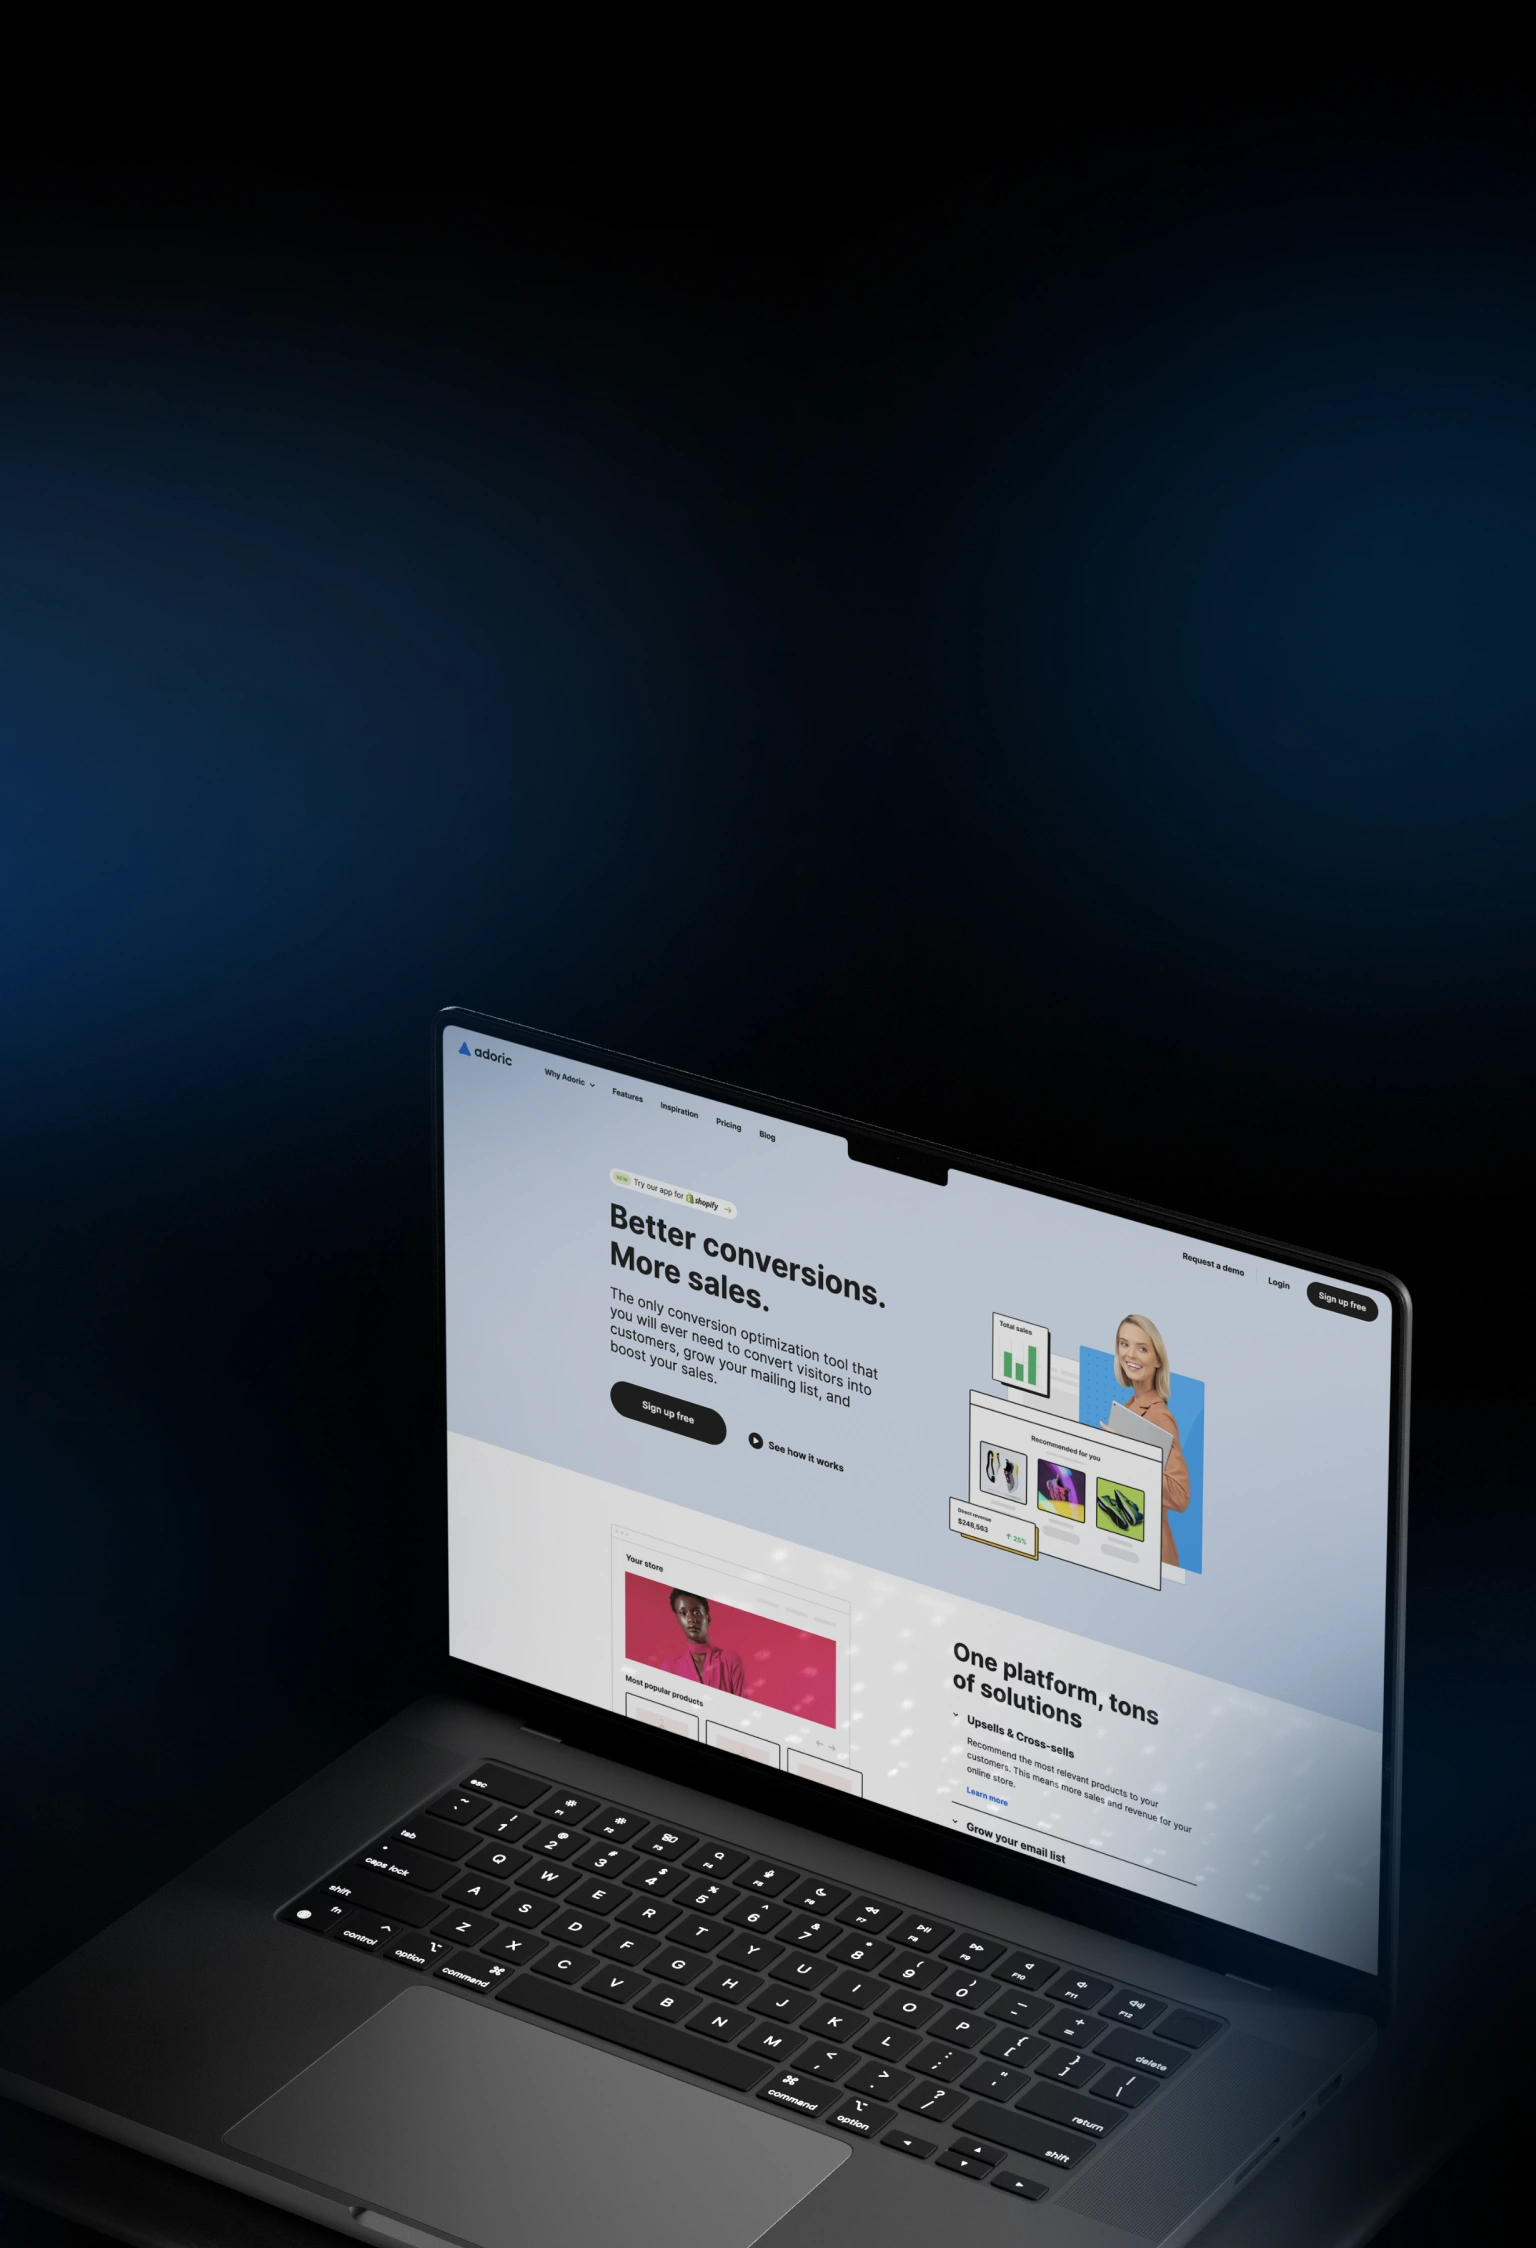 adoric
Why Adoric
Features
Inspiration
Pricing
Blog
Request a demo
Login
Sign up free
NEW Try our app for shopify →
Better conversions.
More sales.
The only conversion optimization tool that
you will ever need to convert visitors into
customers, grow your mailing list, and
boost your sales.
Sign up free
See how it works
Total sales
Recommended for you
Direct revenue
$248,563
↑ 25%
Your store
Most popular products
← →
One platform, tons
of solutions
Upsells & Cross-sells
Recommend the most relevant products to your
customers. This means more sales and revenue for your
online store.
Learn more
Grow your email list
esc
F1
F2
F3
F4
F5
F6
F7
F8
F9
F10
F11
F12
~ `
! 1
@ 2
# 3
$ 4
% 5
^ 6
& 7
* 8
( 9
) 0
_ -
+ =
delete
tab
Q W E R T Y U I O P { [ } ] | \
caps lock
A S D F G H J K L : ; " '
return
shift
Z X C V B N M < , > . ? /
shift
fn
control
option
⌘ command
⌘ command
option